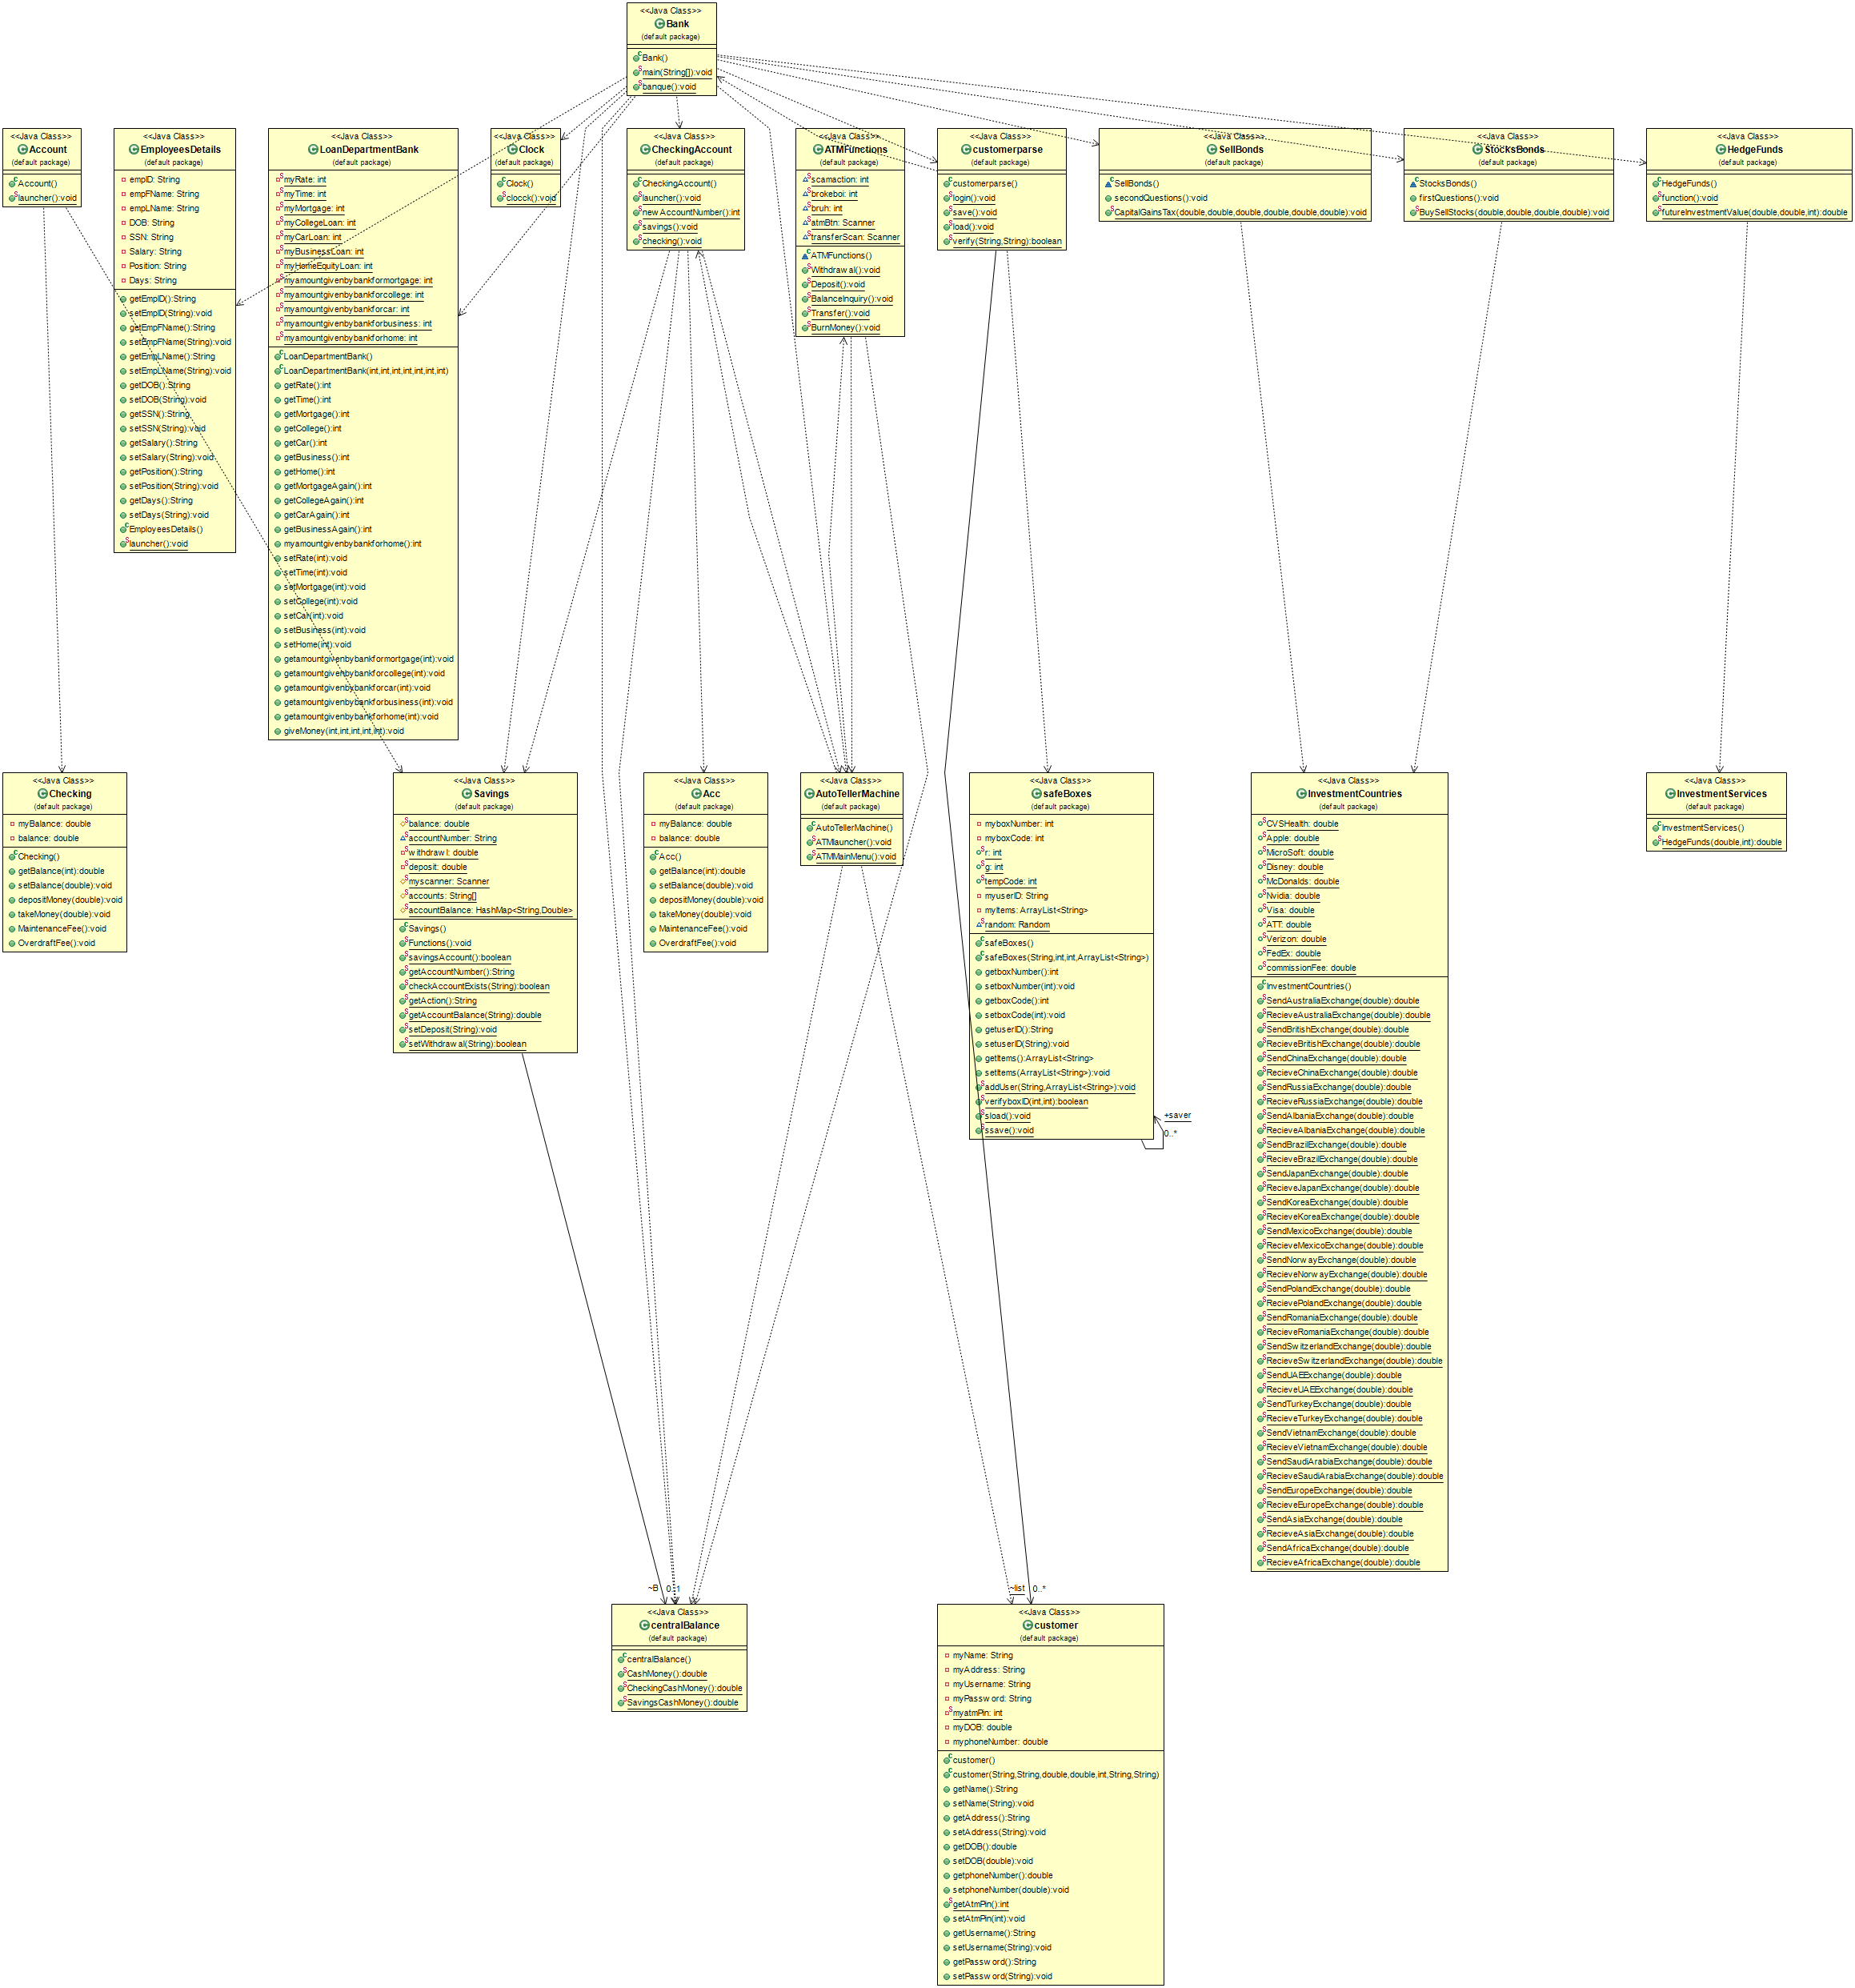 <<Java Class>>
Bank
(default package)
Bank()
main(String[]):void
banque():void
<<Java Class>>
Account
(default package)
Account()
launcher():void
<<Java Class>>
EmployeesDetails
(default package)
empID: String
empFName: String
empLName: String
DOB: String
SSN: String
Salary: String
Position: String
Days: String
getEmpID():String
setEmpID(String):void
getEmpFName():String
setEmpFName(String):void
getEmpLName():String
setEmpLName(String):void
getDOB():String
setDOB(String):void
getSSN():String
setSSN(String):void
getSalary():String
setSalary(String):void
getPosition():String
setPosition(String):void
getDays():String
setDays(String):void
EmployeesDetails()
launcher():void
<<Java Class>>
LoanDepartmentBank
(default package)
myRate: int
myTime: int
myMortgage: int
myCollegeLoan: int
myCarLoan: int
myBusinessLoan: int
myHomeEquityLoan: int
myamountgivenbybankformortgage: int
myamountgivenbybankforcollege: int
myamountgivenbybankforcar: int
myamountgivenbybankforbusiness: int
myamountgivenbybankforhome: int
LoanDepartmentBank()
LoanDepartmentBank(int,int,int,int,int,int,int)
getRate():int
getTime():int
getMortgage():int
getCollege():int
getCar():int
getBusiness():int
getHome():int
getMortgageAgain():int
getCollegeAgain():int
getCarAgain():int
getBusinessAgain():int
myamountgivenbybankforhome():int
setRate(int):void
setTime(int):void
setMortgage(int):void
setCollege(int):void
setCar(int):void
setBusiness(int):void
setHome(int):void
getamountgivenbybankformortgage(int):void
getamountgivenbybankforcollege(int):void
getamountgivenbybankforcar(int):void
getamountgivenbybankforbusiness(int):void
getamountgivenbybankforhome(int):void
giveMoney(int,int,int,int,int):void
<<Java Class>>
Clock
(default package)
Clock()
clocck():void
<<Java Class>>
CheckingAccount
(default package)
CheckingAccount()
launcher():void
newAccountNumber():int
savings():void
checking():void
<<Java Class>>
ATMFunctions
(default package)
scamaction: int
brokeboi: int
bruh: int
atmBtn: Scanner
transferScan: Scanner
ATMFunctions()
Withdrawal():void
Deposit():void
BalanceInquiry():void
Transfer():void
BurnMoney():void
<<Java Class>>
customerparse
(default package)
customerparse()
login():void
save():void
load():void
verify(String,String):boolean
<<Java Class>>
SellBonds
(default package)
SellBonds()
secondQuestions():void
CapitalGainsTax(double,double,double,double,double,double):void
<<Java Class>>
StocksBonds
(default package)
StocksBonds()
firstQuestions():void
BuySellStocks(double,double,double,double):void
<<Java Class>>
HedgeFunds
(default package)
HedgeFunds()
function():void
futureInvestmentValue(double,double,int):double
<<Java Class>>
Checking
(default package)
myBalance: double
balance: double
Checking()
getBalance(int):double
setBalance(double):void
depositMoney(double):void
takeMoney(double):void
MaintenanceFee():void
OverdraftFee():void
<<Java Class>>
Savings
(default package)
balance: double
accountNumber: String
withdrawl: double
deposit: double
myscanner: Scanner
accounts: String[]
accountBalance: HashMap<String,Double>
Savings()
Functions():void
savingsAccount():boolean
getAccountNumber():String
checkAccountExists(String):boolean
getAction():String
getAccountBalance(String):double
setDeposit(String):void
setWithdrawal(String):boolean
<<Java Class>>
Acc
(default package)
myBalance: double
balance: double
Acc()
getBalance(int):double
setBalance(double):void
depositMoney(double):void
takeMoney(double):void
MaintenanceFee():void
OverdraftFee():void
<<Java Class>>
AutoTellerMachine
(default package)
AutoTellerMachine()
ATMlauncher():void
ATMMainMenu():void
<<Java Class>>
safeBoxes
(default package)
myboxNumber: int
myboxCode: int
r: int
g: int
tempCode: int
myuserID: String
myItems: ArrayList<String>
random: Random
safeBoxes()
safeBoxes(String,int,int,ArrayList<String>)
getboxNumber():int
setboxNumber(int):void
getboxCode():int
setboxCode(int):void
getuserID():String
setuserID(String):void
getItems():ArrayList<String>
setItems(ArrayList<String>):void
addUser(String,ArrayList<String>):void
verifyboxID(int,int):boolean
sload():void
ssave():void
+saver
0..*
<<Java Class>>
InvestmentCountries
(default package)
CVSHealth: double
Apple: double
MicroSoft: double
Disney: double
McDonalds: double
Nvidia: double
Visa: double
ATT: double
Verizon: double
FedEx: double
commissionFee: double
InvestmentCountries()
SendAustraliaExchange(double):double
RecieveAustraliaExchange(double):double
SendBritishExchange(double):double
RecieveBritishExchange(double):double
SendChinaExchange(double):double
RecieveChinaExchange(double):double
SendRussiaExchange(double):double
RecieveRussiaExchange(double):double
SendAlbaniaExchange(double):double
RecieveAlbaniaExchange(double):double
SendBrazilExchange(double):double
RecieveBrazilExchange(double):double
SendJapanExchange(double):double
RecieveJapanExchange(double):double
SendKoreaExchange(double):double
RecieveKoreaExchange(double):double
SendMexicoExchange(double):double
RecieveMexicoExchange(double):double
SendNorwayExchange(double):double
RecieveNorwayExchange(double):double
SendPolandExchange(double):double
RecievePolandExchange(double):double
SendRomaniaExchange(double):double
RecieveRomaniaExchange(double):double
SendSwitzerlandExchange(double):double
RecieveSwitzerlandExchange(double):double
SendUAEExchange(double):double
RecieveUAEExchange(double):double
SendTurkeyExchange(double):double
RecieveTurkeyExchange(double):double
SendVietnamExchange(double):double
RecieveVietnamExchange(double):double
SendSaudiArabiaExchange(double):double
RecieveSaudiArabiaExchange(double):double
SendEuropeExchange(double):double
RecieveEuropeExchange(double):double
SendAsiaExchange(double):double
RecieveAsiaExchange(double):double
SendAfricaExchange(double):double
RecieveAfricaExchange(double):double
<<Java Class>>
InvestmentServices
(default package)
InvestmentServices()
HedgeFunds(double,int):double
~B 0..1
<<Java Class>>
centralBalance
(default package)
centralBalance()
CashMoney():double
CheckingCashMoney():double
SavingsCashMoney():double
~list 0..*
<<Java Class>>
customer
(default package)
myName: String
myAddress: String
myUsername: String
myPassword: String
myatmPin: int
myDOB: double
myphoneNumber: double
customer()
customer(String,String,double,double,int,String,String)
getName():String
setName(String):void
getAddress():String
setAddress(String):void
getDOB():double
setDOB(double):void
getphoneNumber():double
setphoneNumber(double):void
getAtmPin():int
setAtmPin(int):void
getUsername():String
setUsername(String):void
getPassword():String
setPassword(String):void